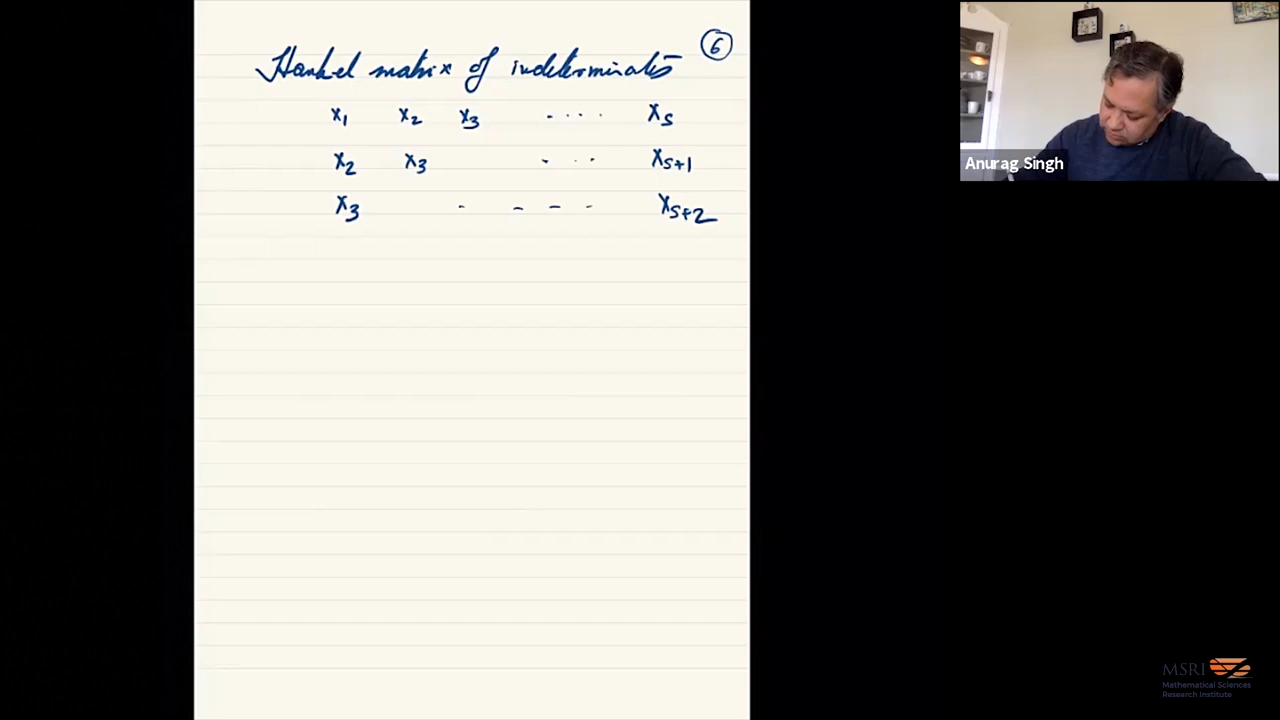 Hankel matrix of indeterminates ⑥
x₁ x₂ x₃ .... xₛ
x₂ x₃ . .. xₛ₊₁
x₃ . - - - xₛ₊₂
Anurag Singh
MSRI
Mathematical Sciences
Research Institute